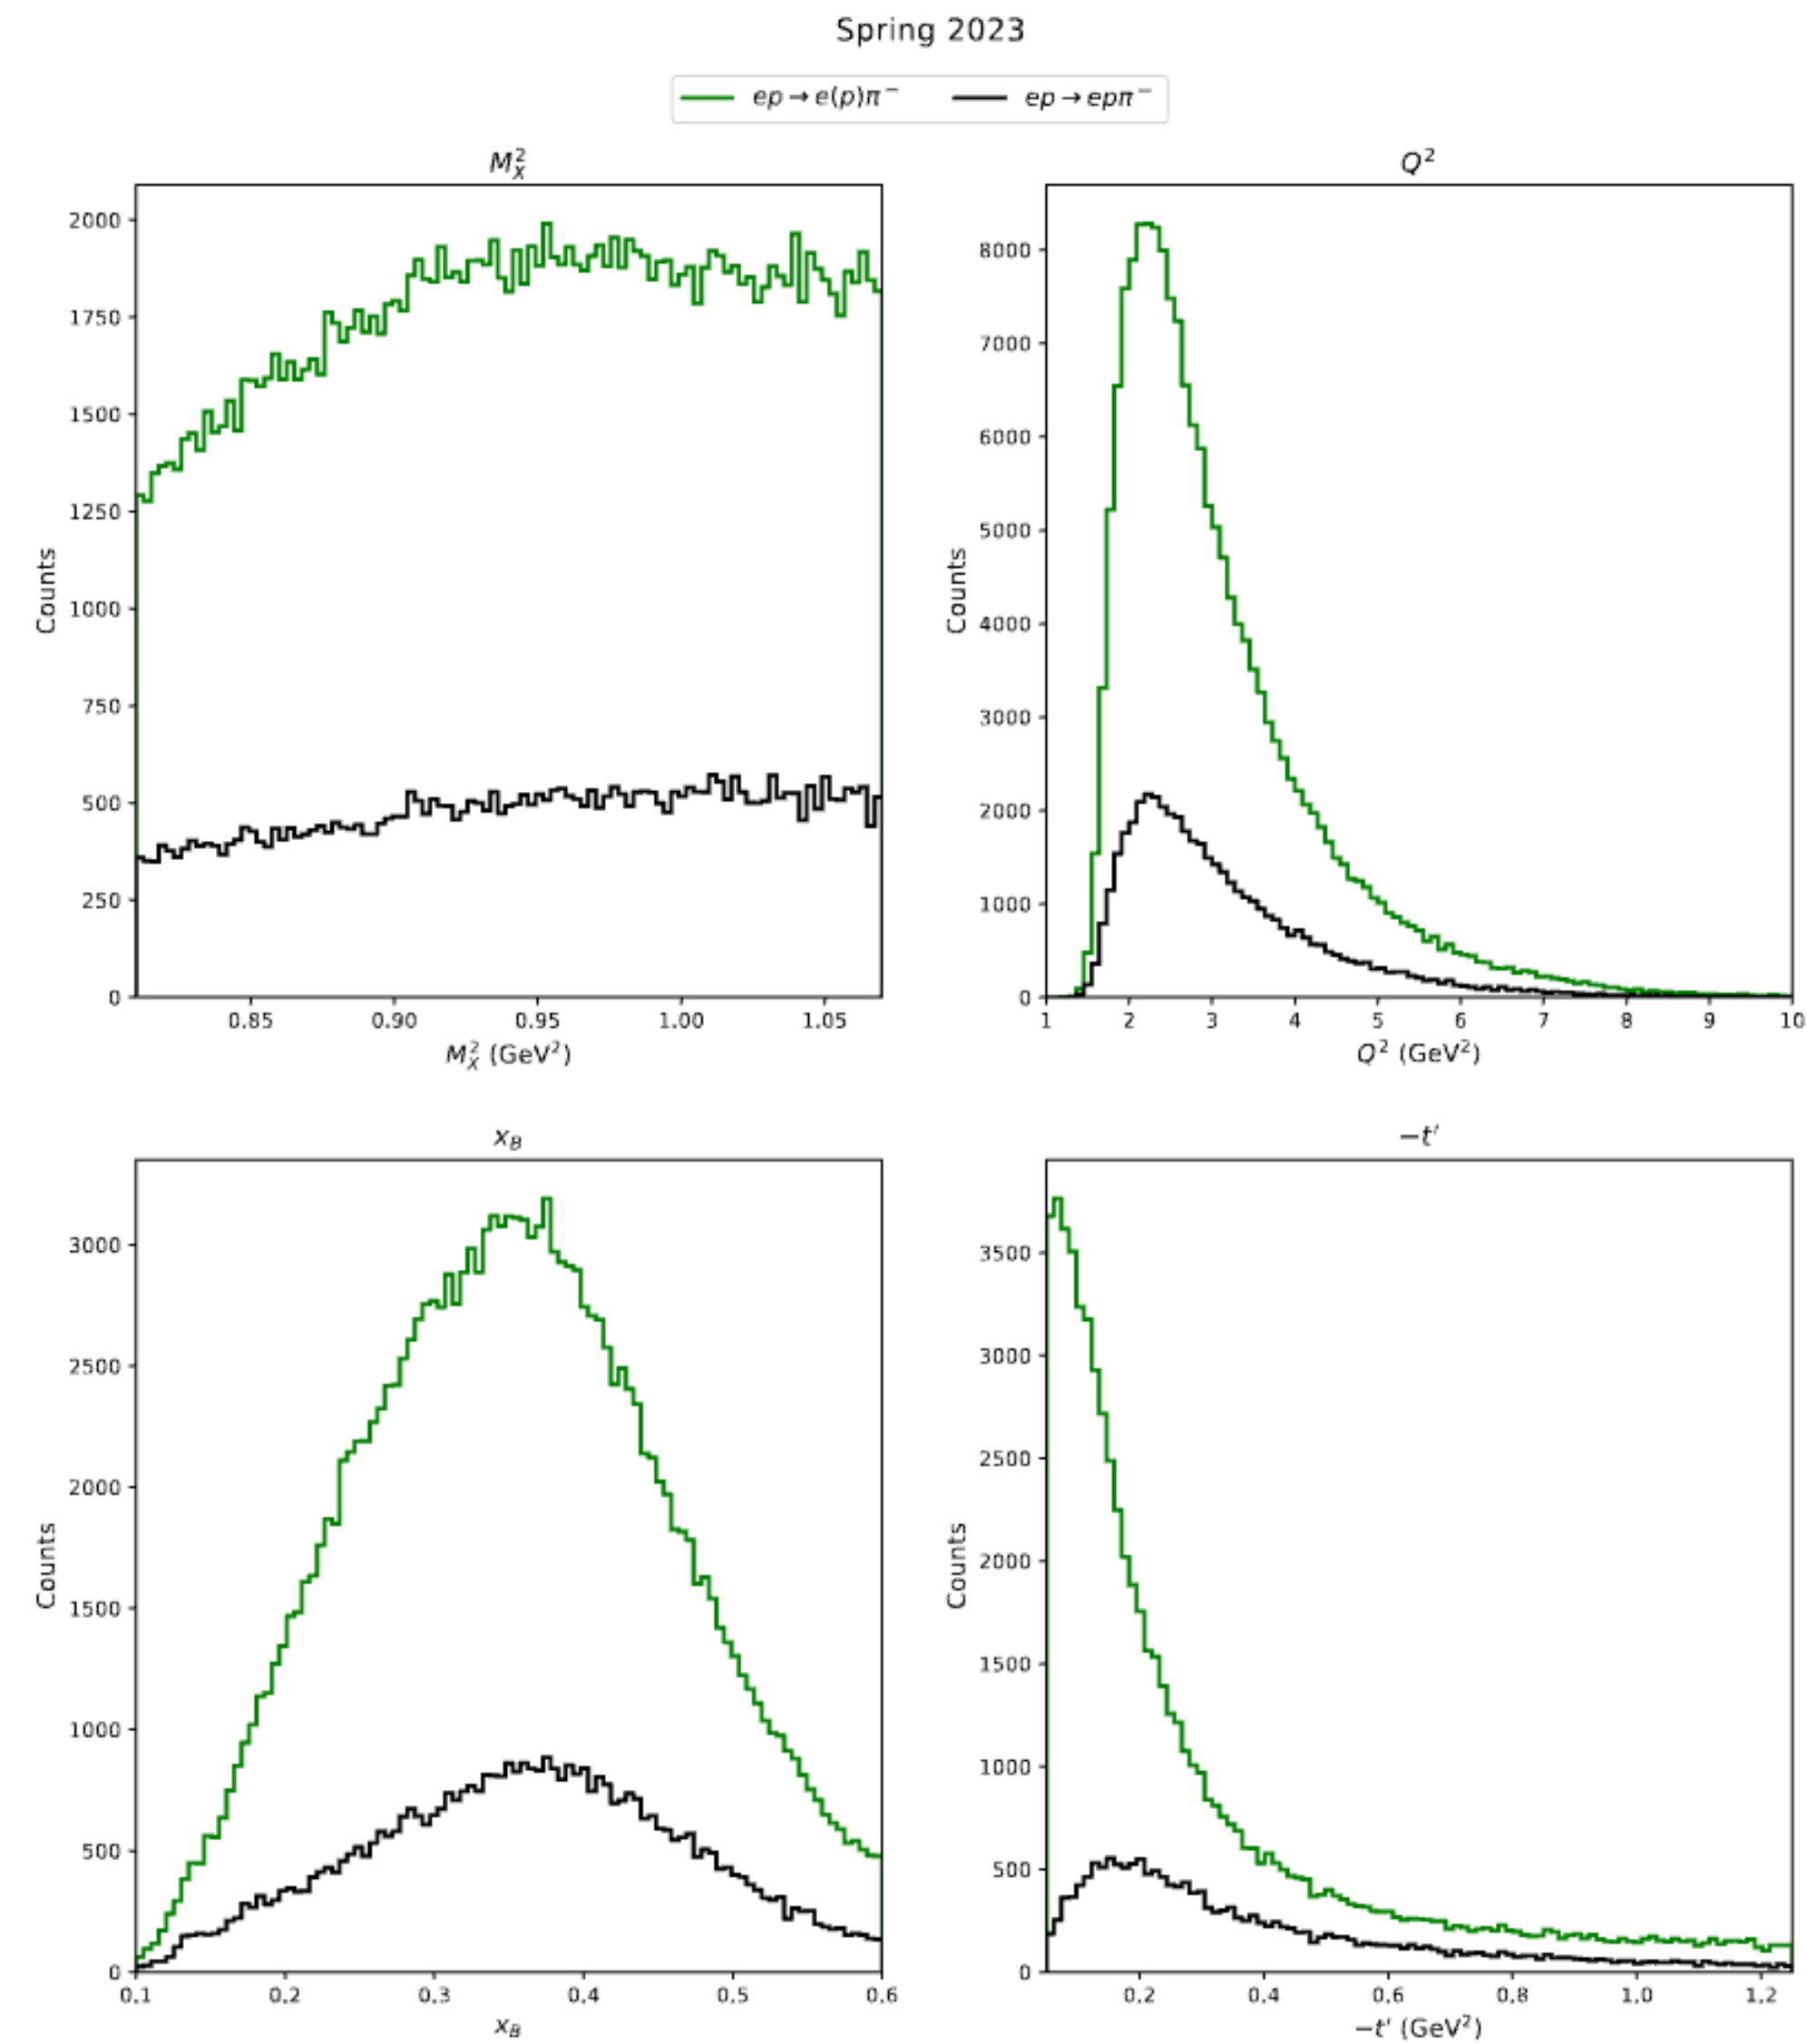 Spring 2023
ep → e(p)π⁻ ep → epπ⁻
M_X^2
2000
1750
1500
1250
1000
750
500
250
0
Counts
0.85 0.90 0.95 1.00 1.05
M_X^2 (GeV²)
Q²
8000
7000
6000
5000
4000
3000
2000
1000
0
Counts
1 2 3 4 5 6 7 8 9 10
Q² (GeV²)
x_B
3000
2500
2000
1500
1000
500
0
Counts
0.1 0.2 0.3 0.4 0.5 0.6
x_B
−t′
3500
3000
2500
2000
1500
1000
500
0
Counts
0.2 0.4 0.6 0.8 1.0 1.2
−t′ (GeV²)